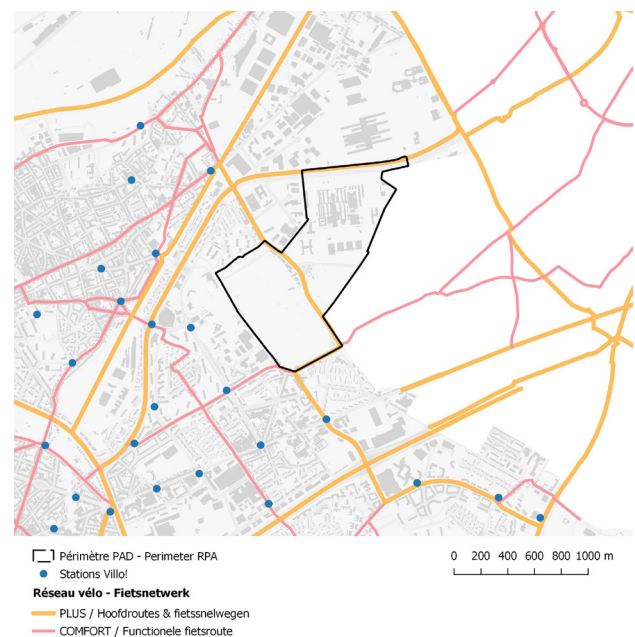 Périmètre PAD - Perimeter RPA
Stations Villo!
Réseau vélo - Fietsnetwerk
PLUS / Hoofdroutes & fietssnelwegen
COMFORT / Functionele fietsroute
0 200 400 600 800 1000 m